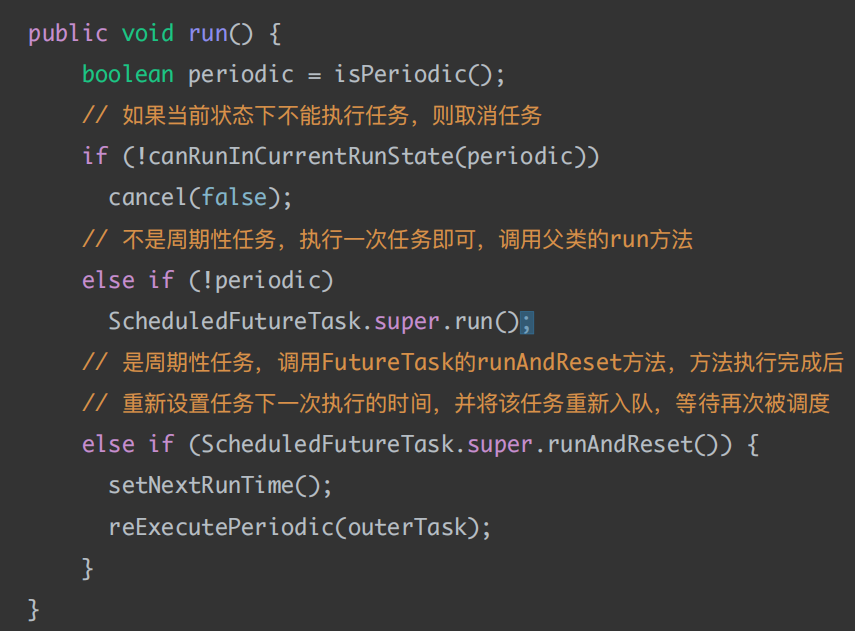 public void run() {
    boolean periodic = isPeriodic();
    // 如果当前状态下不能执行任务，则取消任务
    if (!canRunInCurrentRunState(periodic))
      cancel(false);
    // 不是周期性任务，执行一次任务即可，调用父类的run方法
    else if (!periodic)
      ScheduledFutureTask.super.run();
    // 是周期性任务，调用FutureTask的runAndReset方法，方法执行完成后
    // 重新设置任务下一次执行的时间，并将该任务重新入队，等待再次被调度
    else if (ScheduledFutureTask.super.runAndReset()) {
      setNextRunTime();
      reExecutePeriodic(outerTask);
    }
}